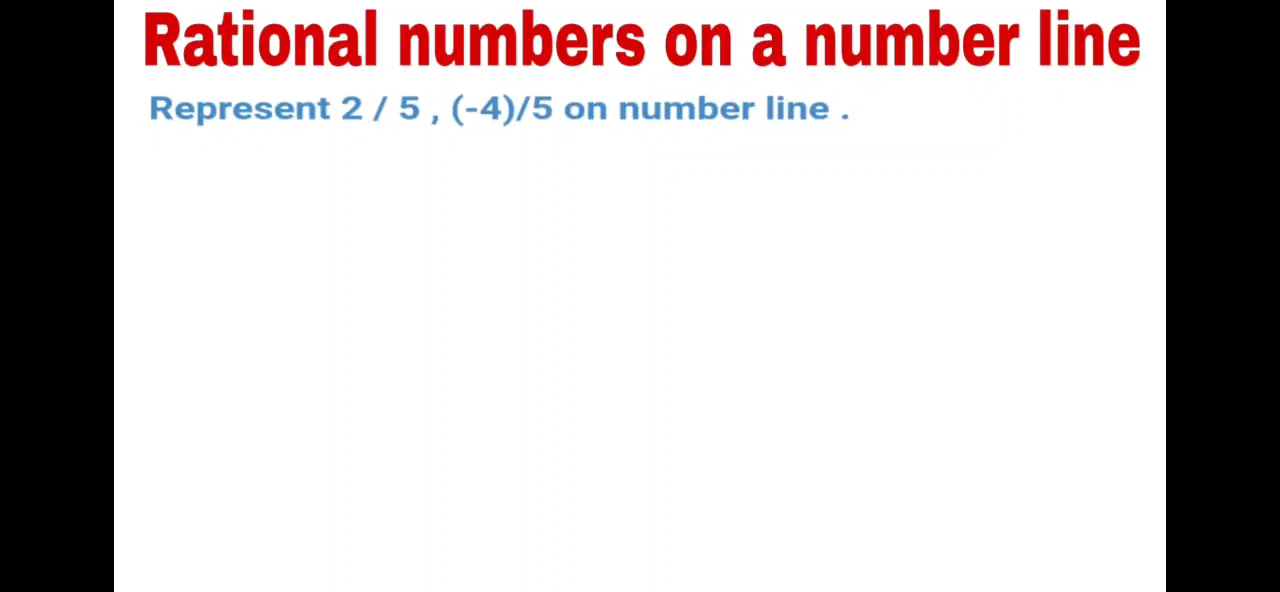 Rational numbers on a number line
Represent 2 / 5 , (-4)/5 on number line .